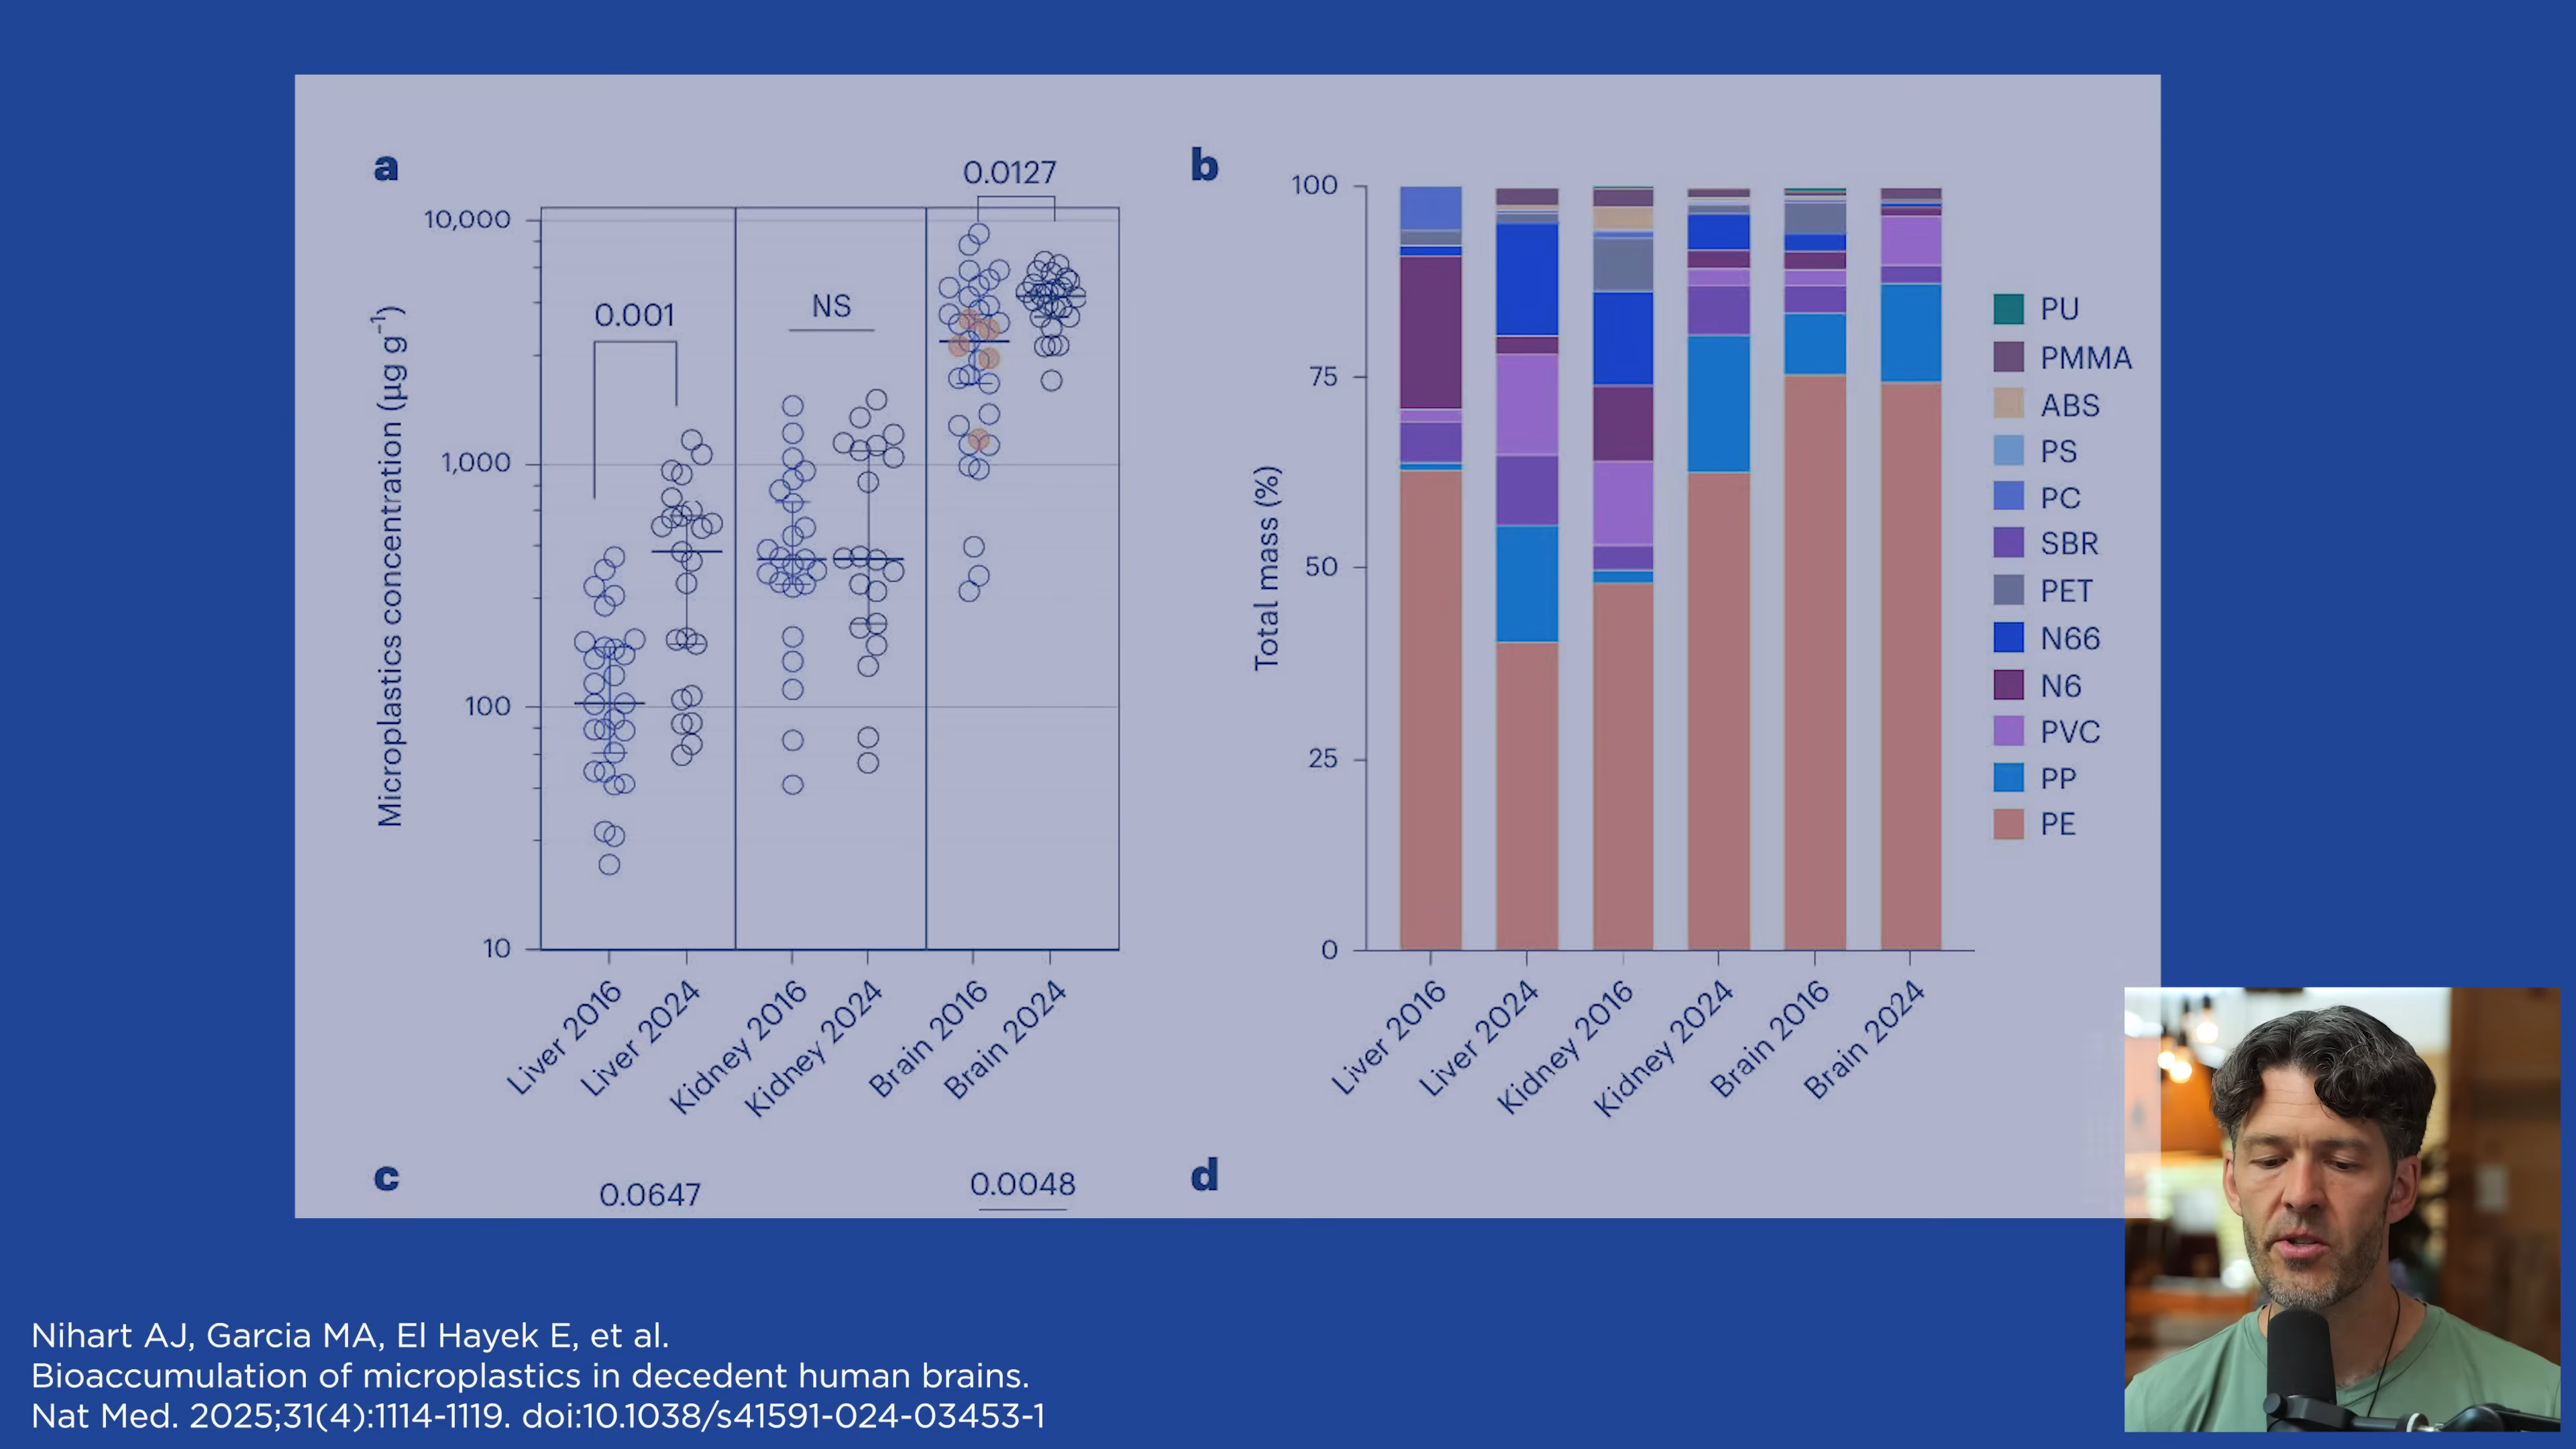 a
0.0127
10,000
0.001
NS
1,000
100
10
Microplastics concentration (µg g⁻¹)
Liver 2016
Liver 2024
Kidney 2016
Kidney 2024
Brain 2016
Brain 2024
b
100
75
50
25
0
Total mass (%)
Liver 2016
Liver 2024
Kidney 2016
Kidney 2024
Brain 2016
Brain 2024
PU
PMMA
ABS
PS
PC
SBR
PET
N66
N6
PVC
PP
PE
c
0.0647
0.0048
d
Nihart AJ, Garcia MA, El Hayek E, et al.
Bioaccumulation of microplastics in decedent human brains.
Nat Med. 2025;31(4):1114-1119. doi:10.1038/s41591-024-03453-1